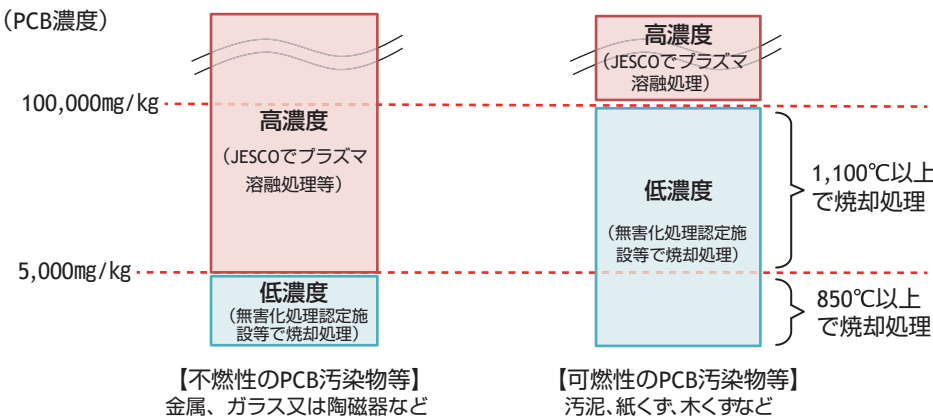 (PCB濃度)
高濃度
(JESCOでプラズマ
溶融処理等)
高濃度
(JESCOでプラズマ
溶融処理)
100,000mg/kg
低濃度
(無害化処理認定施
設等で焼却処理)
1,100℃以上
で焼却処理
5,000mg/kg
低濃度
(無害化処理認定施
設等で焼却処理)
850℃以上
で焼却処理
【不燃性のPCB汚染物等】
金属、ガラス又は陶磁器など
【可燃性のPCB汚染物等】
汚泥、紙くず、木くずなど